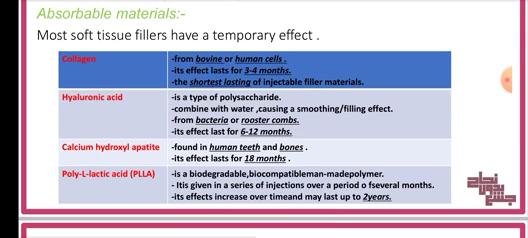 Absorbable materials:-
Most soft tissue fillers have a temporary effect .
Collagen
-from bovine or human cells .
-its effect lasts for 3-4 months.
-the shortest lasting of injectable filler materials.
Hyaluronic acid
-is a type of polysaccharide.
-combine with water ,causing a smoothing/filling effect.
-from bacteria or rooster combs.
-its effect last for 6-12 months.
Calcium hydroxyl apatite
-found in human teeth and bones .
-its effect lasts for 18 months .
Poly-L-lactic acid (PLLA)
-is a biodegradable,biocompatibleman-madepolymer.
- Itis given in a series of injections over a period o fseveral months.
-its effects increase over timeand may last up to 2years.